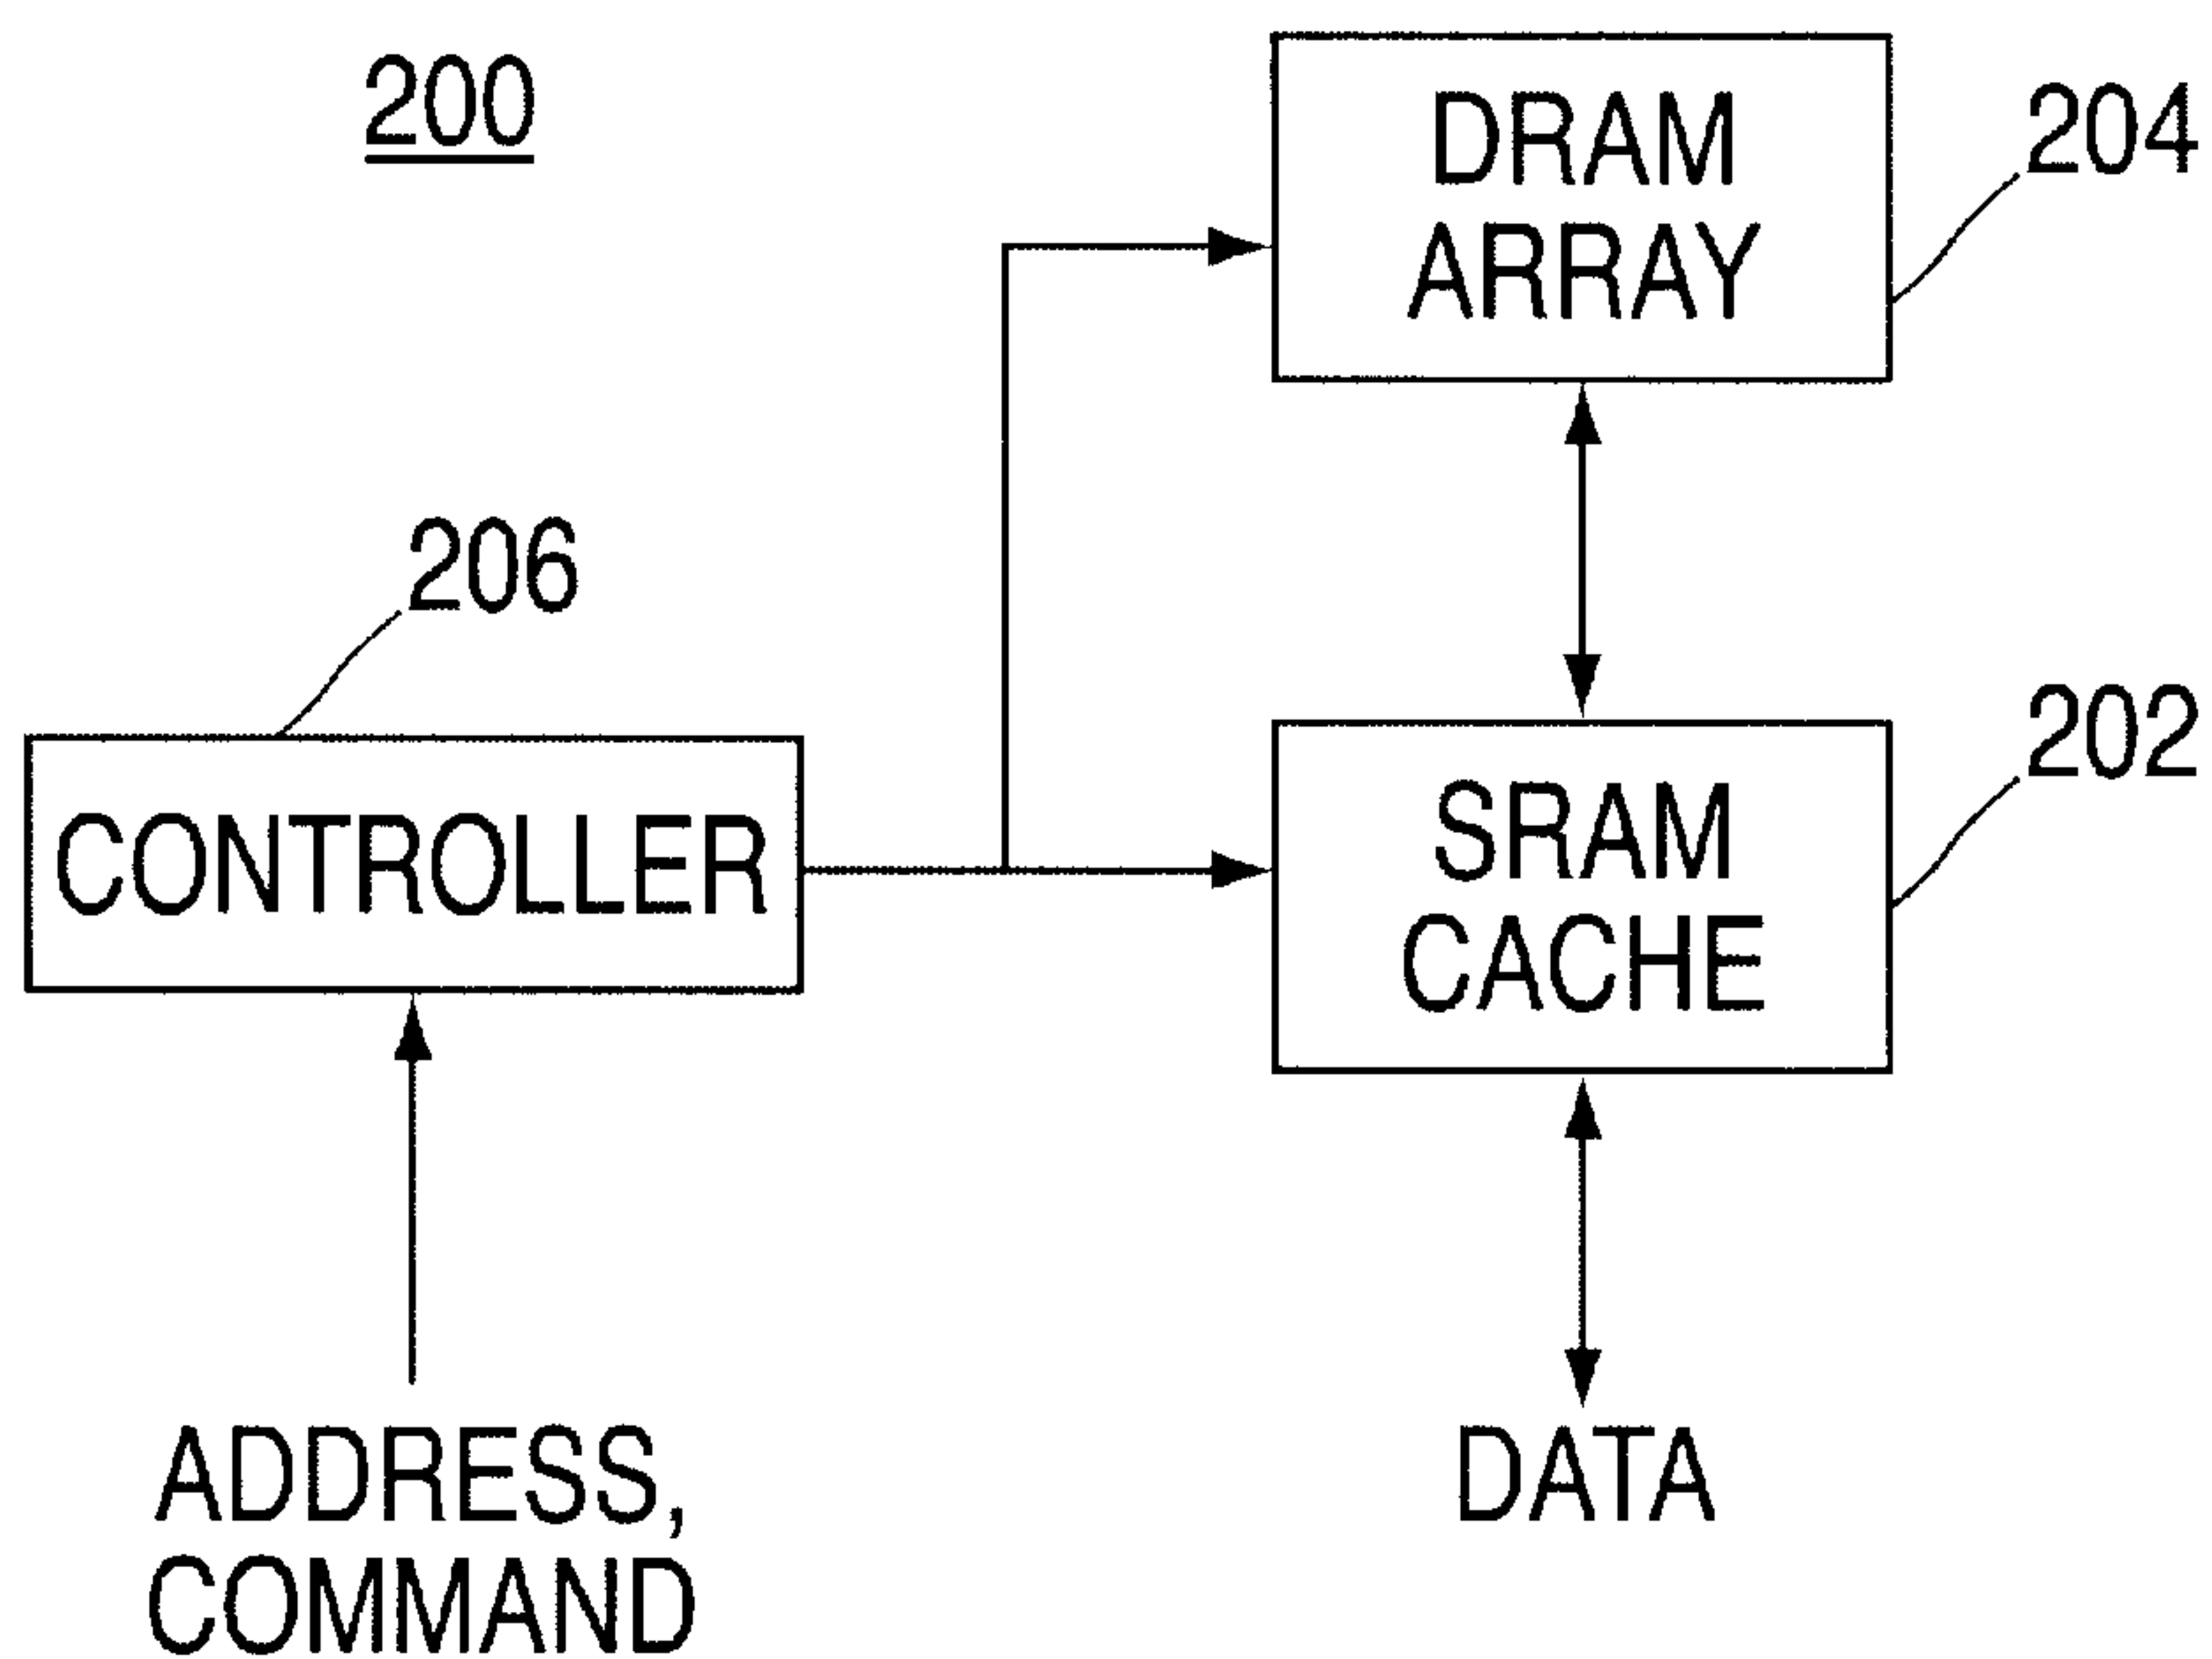 200
DRAM
ARRAY
204
206
CONTROLLER
SRAM
CACHE
202
ADDRESS,
COMMAND
DATA